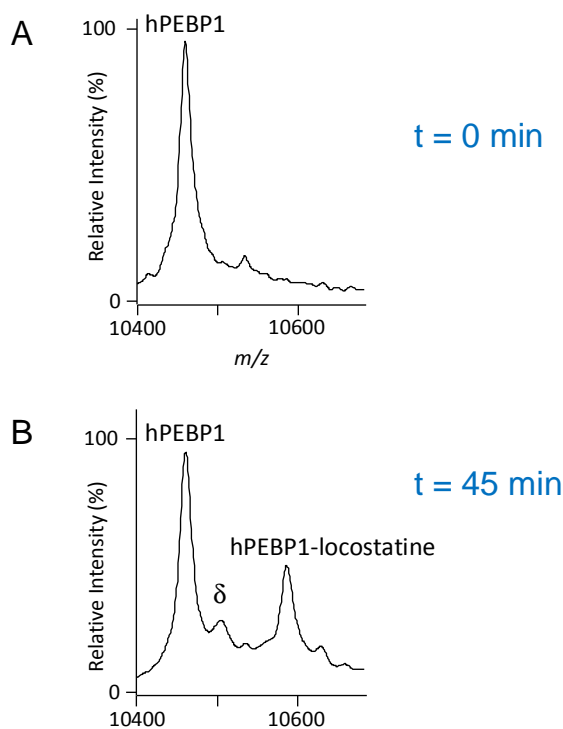 A
hPEBP1
100
Relative Intensity (%)
t = 0 min
0
10400
10600
m/z
B
hPEBP1
100
Relative Intensity (%)
t = 45 min
hPEBP1-locostatine
δ
0
10400
10600